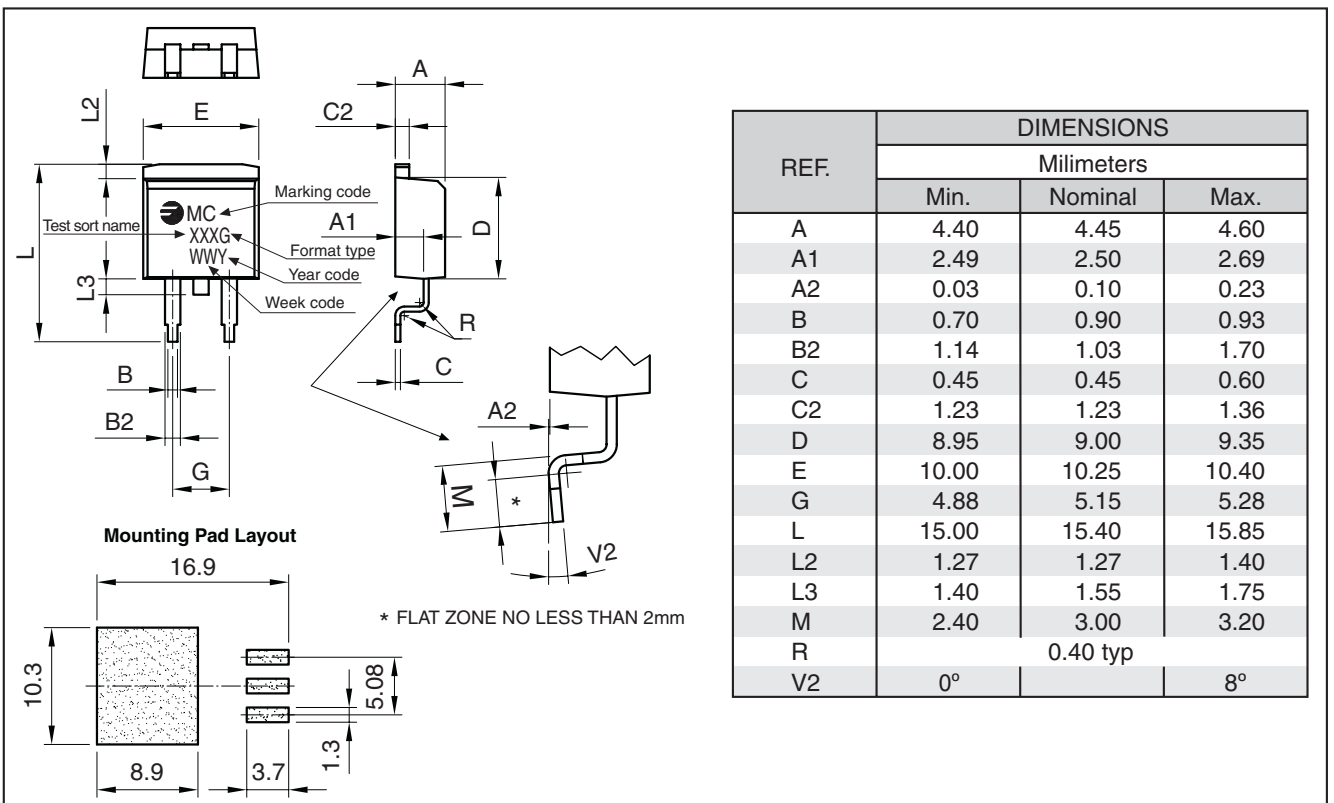 A
L2
E
C2
Marking code
MC
A1
D
Test sort name
XXXG
Format type
L
WWY
Year code
L3
Week code
R
C
B
A2
B2
G
M
*
V2
Mounting Pad Layout
16.9
* FLAT ZONE NO LESS THAN 2mm
10.3
5.08
1.3
8.9
3.7
REF. DIMENSIONS
Milimeters
Min. Nominal Max.
A 4.40 4.45 4.60
A1 2.49 2.50 2.69
A2 0.03 0.10 0.23
B 0.70 0.90 0.93
B2 1.14 1.03 1.70
C 0.45 0.45 0.60
C2 1.23 1.23 1.36
D 8.95 9.00 9.35
E 10.00 10.25 10.40
G 4.88 5.15 5.28
L 15.00 15.40 15.85
L2 1.27 1.27 1.40
L3 1.40 1.55 1.75
M 2.40 3.00 3.20
R 0.40 typ
V2 0º 8º